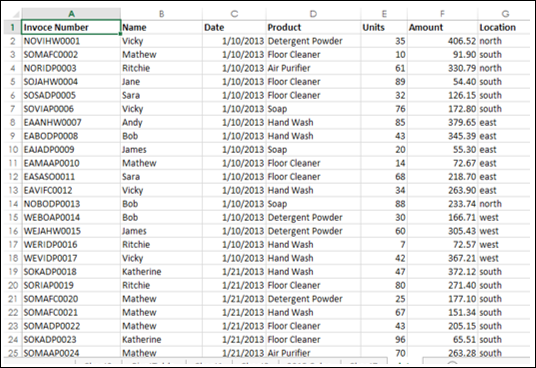 A B C D E F G
1 Invoce Number Name Date Product Units Amount Location
2 NOVIHW0001 Vicky 1/10/2013 Detergent Powder 35 406.52 north
3 SOMAFC0002 Mathew 1/10/2013 Floor Cleaner 10 91.90 south
4 NORIDP0003 Ritchie 1/10/2013 Air Purifier 61 330.79 north
5 SOJAHW0004 Jane 1/10/2013 Floor Cleaner 89 54.40 south
6 SOSADP0005 Sara 1/10/2013 Floor Cleaner 32 126.15 south
7 SOVIAP0006 Vicky 1/10/2013 Soap 76 172.80 south
8 EAANHW0007 Andy 1/10/2013 Hand Wash 85 379.65 east
9 EABODP0008 Bob 1/10/2013 Hand Wash 43 345.39 east
10 EAJADP0009 James 1/10/2013 Soap 20 55.30 east
11 EAMAAP0010 Mathew 1/10/2013 Floor Cleaner 14 72.67 east
12 EASASO0011 Sara 1/10/2013 Floor Cleaner 68 218.70 east
13 EAVIFC0012 Vicky 1/10/2013 Hand Wash 34 263.90 east
14 NOBODP0013 Bob 1/10/2013 Soap 88 233.74 north
15 WEBOAP0014 Bob 1/10/2013 Detergent Powder 30 166.71 west
16 WEJAHW0015 James 1/10/2013 Detergent Powder 60 305.43 west
17 WERIDP0016 Ritchie 1/10/2013 Hand Wash 7 72.57 west
18 WEVIDP0017 Vicky 1/10/2013 Hand Wash 42 367.21 west
19 SOKADP0018 Katherine 1/21/2013 Hand Wash 47 372.12 south
20 SORIAP0019 Ritchie 1/21/2013 Floor Cleaner 80 271.40 south
21 SOMAFC0020 Mathew 1/21/2013 Detergent Powder 25 177.10 south
22 SOMAFC0021 Mathew 1/21/2013 Hand Wash 67 151.34 south
23 SOMADP0022 Mathew 1/21/2013 Floor Cleaner 43 205.15 south
24 SOKADP0023 Katherine 1/21/2013 Floor Cleaner 96 65.51 south
25 SOMAAP0024 Mathew 1/21/2013 Air Purifier 70 263.28 south